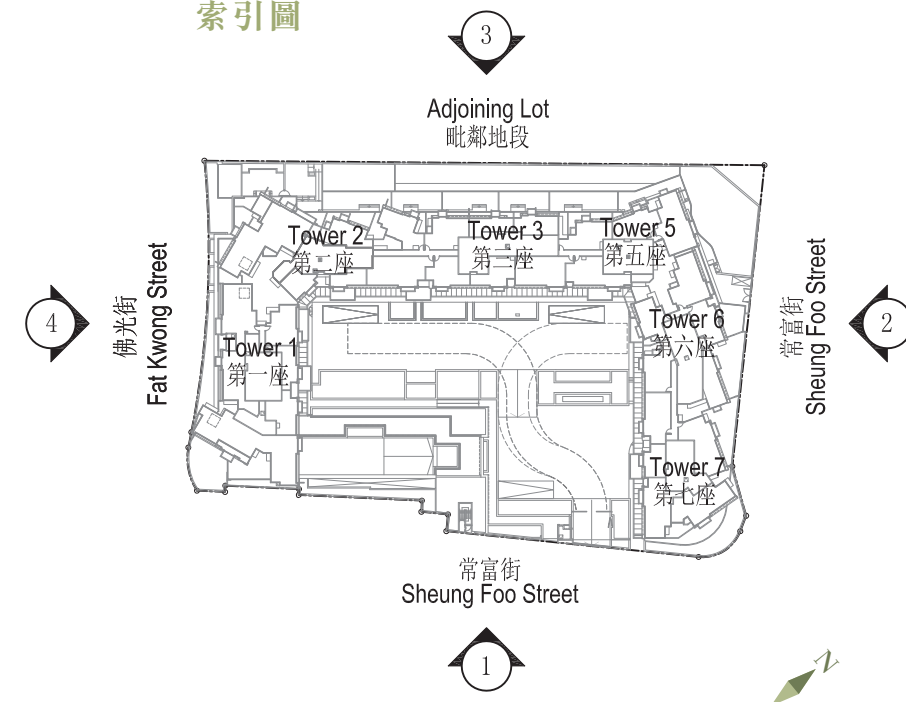 索引圖
3
Adjoining Lot
毗鄰地段
Tower 2
第二座
Tower 3
第三座
Tower 5
第五座
4
佛光街
Fat Kwong Street
Tower 1
第一座
Tower 6
第六座
常富街
Sheung Foo Street
2
Tower 7
第七座
常富街
Sheung Foo Street
1
N